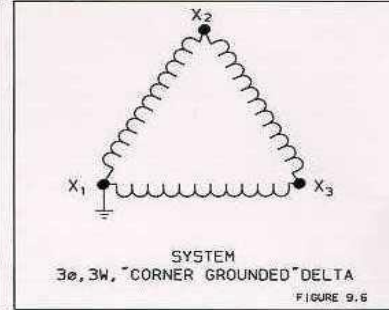 X2
X1
X3
SYSTEM
3ø, 3W, "CORNER GROUNDED" DELTA
FIGURE 9.6